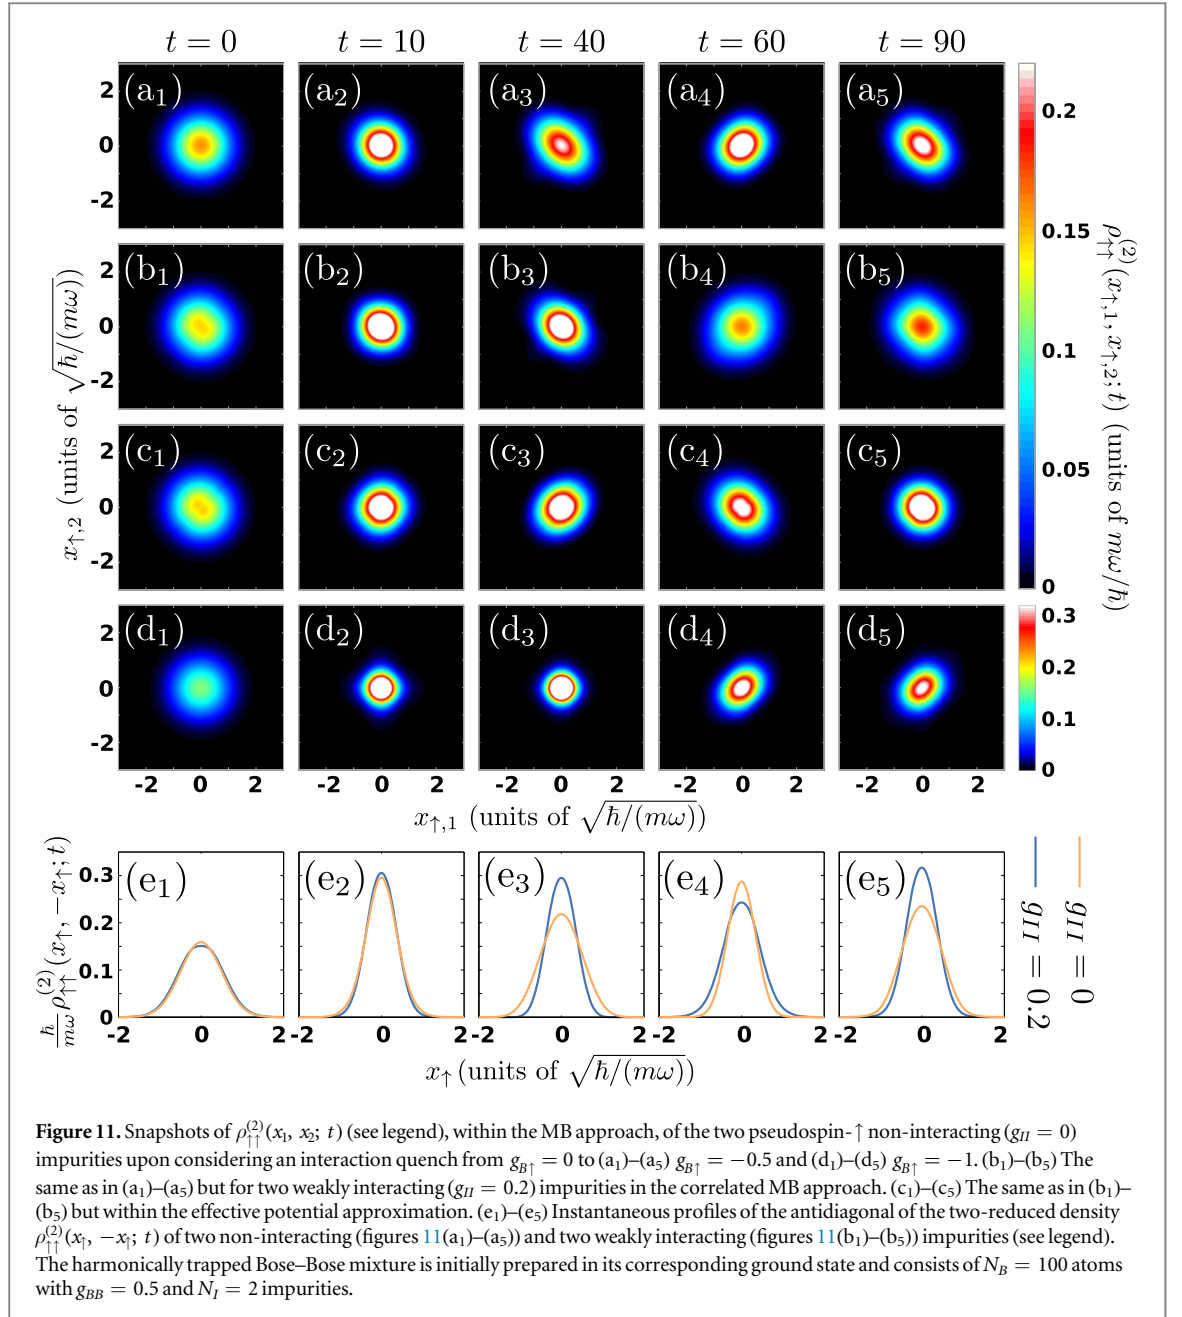 t = 0 t = 10 t = 40 t = 60 t = 90
(a₁) (a₂) (a₃) (a₄) (a₅)
2
0
-2
(b₁) (b₂) (b₃) (b₄) (b₅)
2
0
-2
(c₁) (c₂) (c₃) (c₄) (c₅)
2
0
-2
(d₁) (d₂) (d₃) (d₄) (d₅)
2
0
-2
-2 0 2 -2 0 2 -2 0 2 -2 0 2 -2 0 2
x↑,₂ (units of √ħ/(mω))
x↑,₁ (units of √ħ/(mω))
0.2
0.15
0.1
0.05
0
0.3
0.2
0.1
0
ρ↑↑⁽²⁾(x↑,₁, x↑,₂; t) (units of mω/ħ)
(e₁) (e₂) (e₃) (e₄) (e₅)
0.3
0.2
0.1
0
-2 0 2 -2 0 2 -2 0 2 -2 0 2 -2 0 2
ħ/mω ρ↑↑⁽²⁾(x↑, −x↑; t)
x↑ (units of √ħ/(mω))
g_II = 0
g_II = 0.2
Figure 11. Snapshots of ρ↑↑⁽²⁾(x₁, x₂; t) (see legend), within the MB approach, of the two pseudospin-↑ non-interacting (g_II = 0)
impurities upon considering an interaction quench from g_B↑ = 0 to (a₁)–(a₅) g_B↑ = −0.5 and (d₁)–(d₅) g_B↑ = −1. (b₁)–(b₅) The
same as in (a₁)–(a₅) but for two weakly interacting (g_II = 0.2) impurities in the correlated MB approach. (c₁)–(c₅) The same as in (b₁)–
(b₅) but within the effective potential approximation. (e₁)–(e₅) Instantaneous profiles of the antidiagonal of the two-reduced density
ρ↑↑⁽²⁾(x↑, −x↑; t) of two non-interacting (figures 11(a₁)–(a₅)) and two weakly interacting (figures 11(b₁)–(b₅)) impurities (see legend).
The harmonically trapped Bose–Bose mixture is initially prepared in its corresponding ground state and consists of N_B = 100 atoms
with g_BB = 0.5 and N_I = 2 impurities.